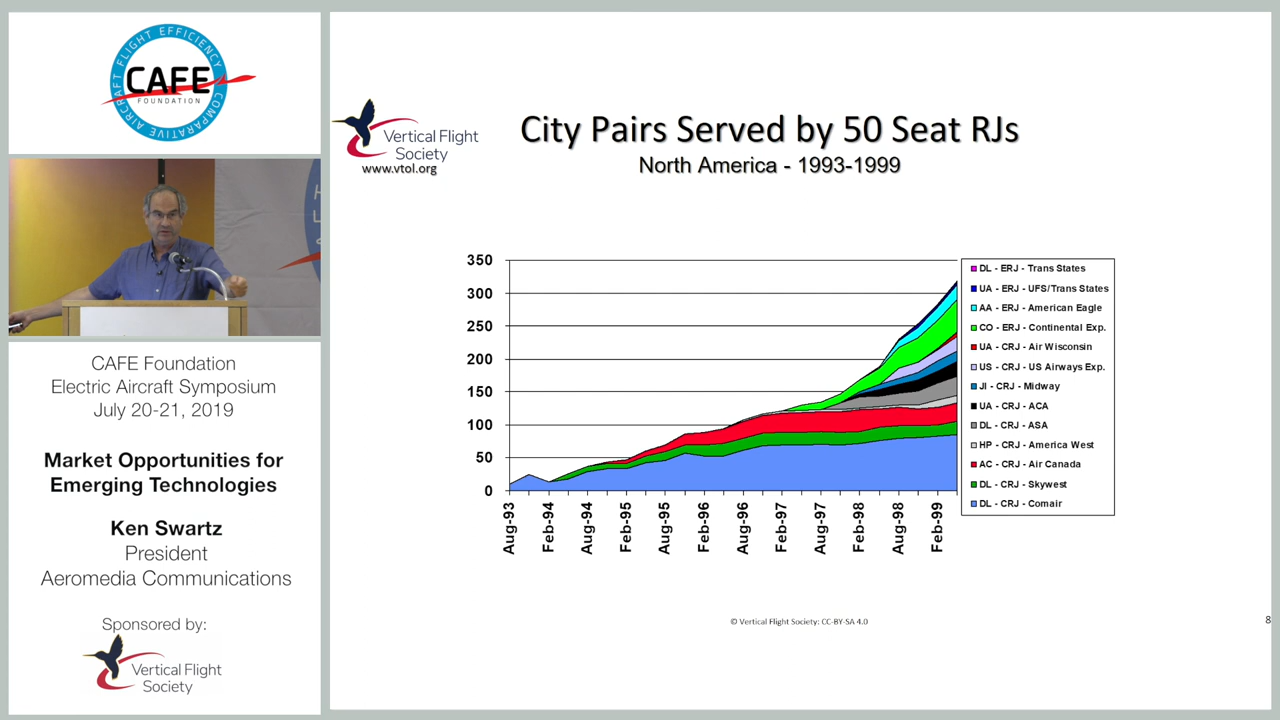 COMPARATIVE AIRCRAFT FLIGHT EFFICIENCY
CAFE
FOUNDATION
CAFE Foundation
Electric Aircraft Symposium
July 20-21, 2019
Market Opportunities for
Emerging Technologies
Ken Swartz
President
Aeromedia Communications
Sponsored by:
Vertical Flight
Society
Vertical Flight
Society
www.vtol.org
City Pairs Served by 50 Seat RJs
North America - 1993-1999
350
300
250
200
150
100
50
0
Aug-93
Feb-94
Aug-94
Feb-95
Aug-95
Feb-96
Aug-96
Feb-97
Aug-97
Feb-98
Aug-98
Feb-99
DL - ERJ - Trans States
UA - ERJ - UFS/Trans States
AA - ERJ - American Eagle
CO - ERJ - Continental Exp.
UA - CRJ - Air Wisconsin
US - CRJ - US Airways Exp.
JI - CRJ - Midway
UA - CRJ - ACA
DL - CRJ - ASA
HP - CRJ - America West
AC - CRJ - Air Canada
DL - CRJ - Skywest
DL - CRJ - Comair
© Vertical Flight Society: CC-BY-SA 4.0
8